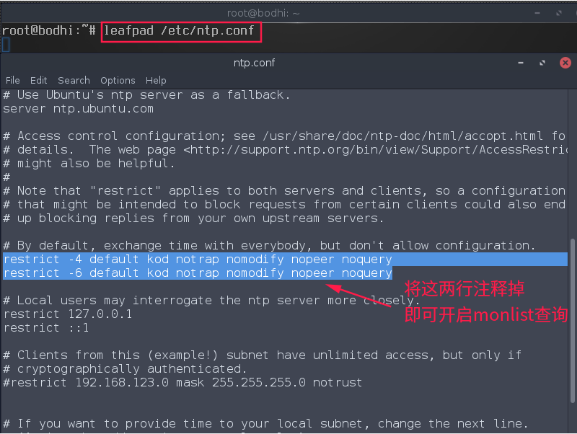 root@bodhi: ~
root@bodhi:~# leafpad /etc/ntp.conf
ntp.conf
File Edit Search Options Help
# Use Ubuntu's ntp server as a fallback.
server ntp.ubuntu.com
# Access control configuration; see /usr/share/doc/ntp-doc/html/accopt.html fo
# details.  The web page <http://support.ntp.org/bin/view/Support/AccessRestric
# might also be helpful.
#
# Note that "restrict" applies to both servers and clients, so a configuration
# that might be intended to block requests from certain clients could also end
# up blocking replies from your own upstream servers.
# By default, exchange time with everybody, but don't allow configuration.
restrict -4 default kod notrap nomodify nopeer noquery
restrict -6 default kod notrap nomodify nopeer noquery
将这两行注释掉
即可开启monlist查询
# Local users may interrogate the ntp server more closely.
restrict 127.0.0.1
restrict ::1
# Clients from this (example!) subnet have unlimited access, but only if
# cryptographically authenticated.
#restrict 192.168.123.0 mask 255.255.255.0 notrust
# If you want to provide time to your local subnet, change the next line.